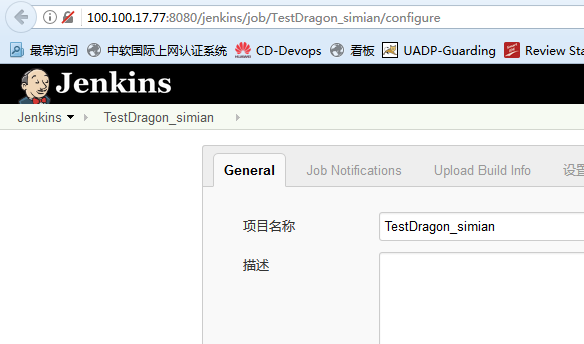 100.100.17.77:8080/jenkins/job/TestDragon_simian/configure
最常访问 中软国际上网认证系统 CD-Devops 看板 UADP-Guarding Review Sta
Jenkins
Jenkins TestDragon_simian
General Job Notifications Upload Build Info 设置
项目名称 TestDragon_simian
描述